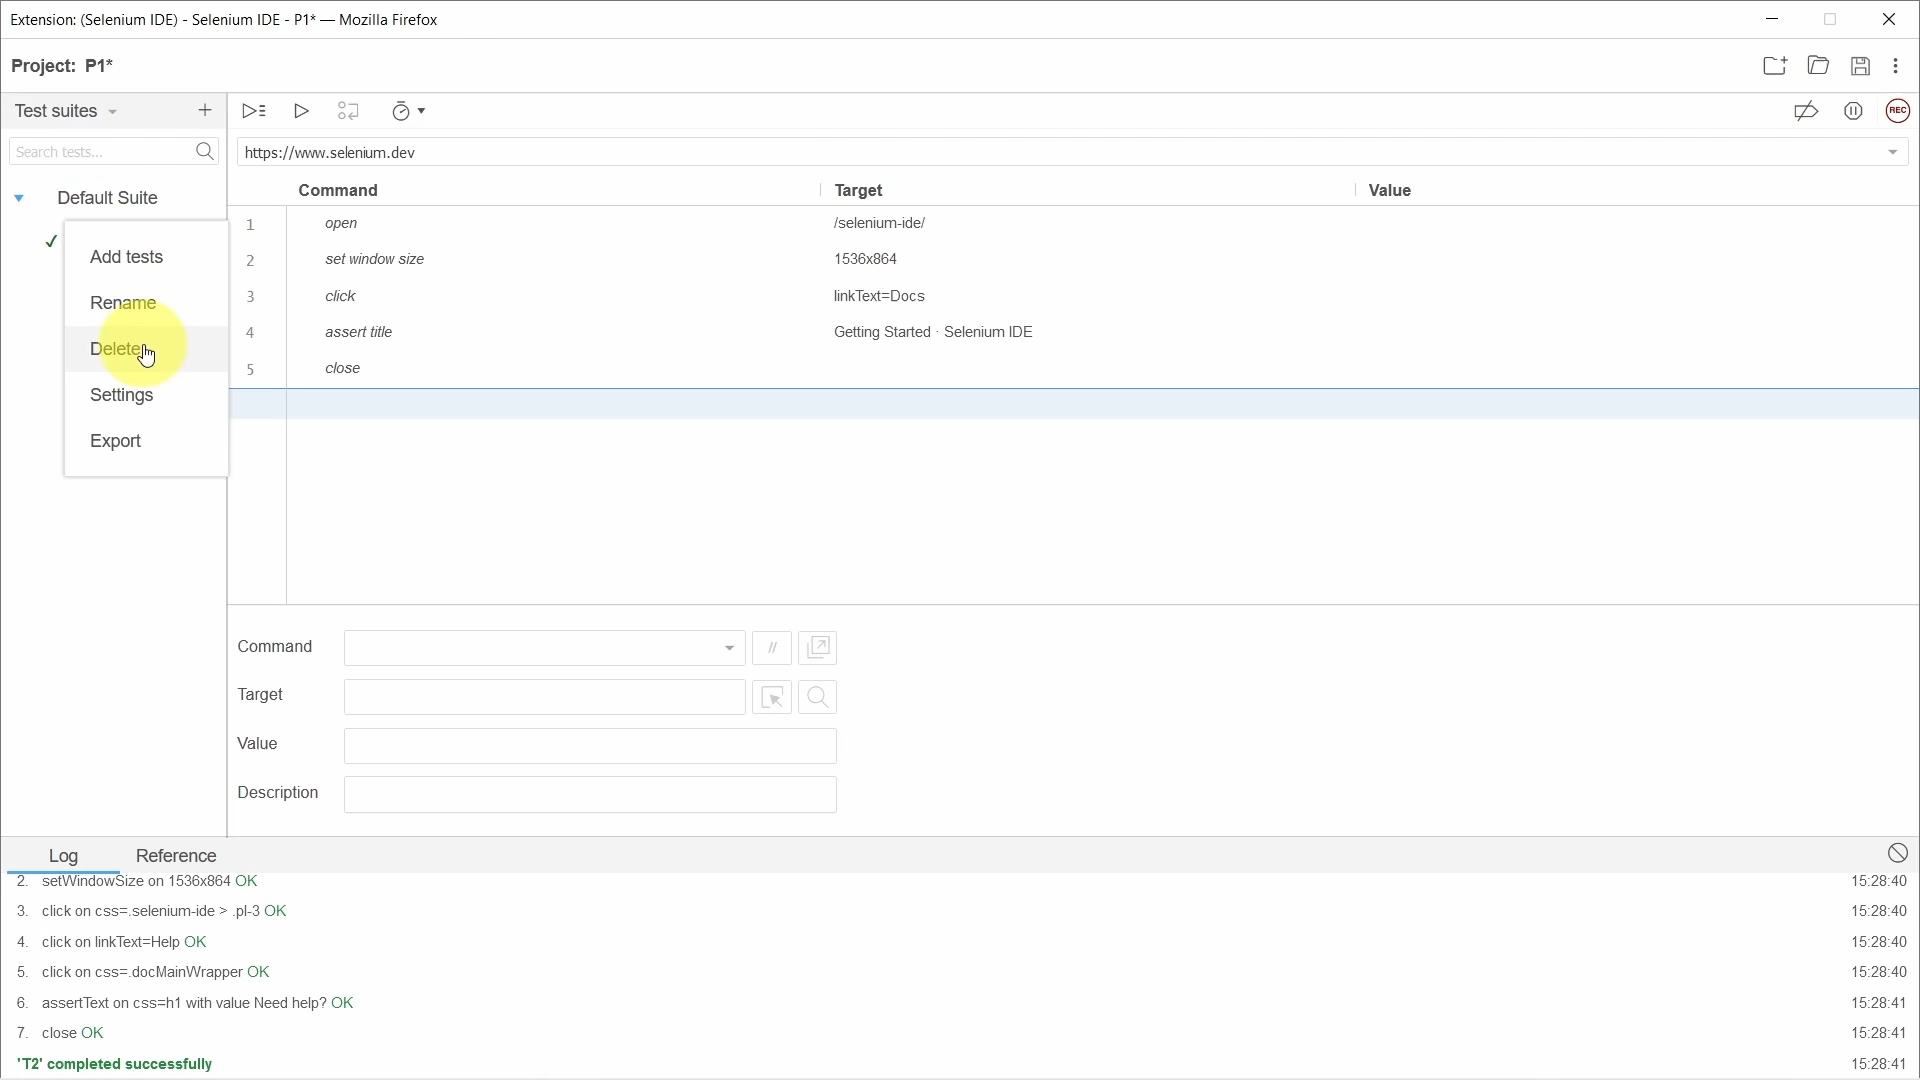 Extension: (Selenium IDE) - Selenium IDE - P1* — Mozilla Firefox
Project: P1*
Test suites
Search tests...
https://www.selenium.dev
Command Target Value
Default Suite
1 open /selenium-ide/
2 set window size 1536x864
3 click linkText=Docs
4 assert title Getting Started · Selenium IDE
5 close
Add tests
Rename
Delete
Settings
Export
REC
Command
//
Target
Value
Description
Log Reference
2. setWindowSize on 1536x864 OK 15:28:40
3. click on css=.selenium-ide > .pl-3 OK 15:28:40
4. click on linkText=Help OK 15:28:40
5. click on css=.docMainWrapper OK 15:28:40
6. assertText on css=h1 with value Need help? OK 15:28:41
7. close OK 15:28:41
'T2' completed successfully 15:28:41